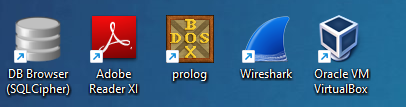 DOS
BOX
DB Browser
(SQLCipher)
Adobe
Reader XI
prolog
Wireshark
Oracle VM
VirtualBox